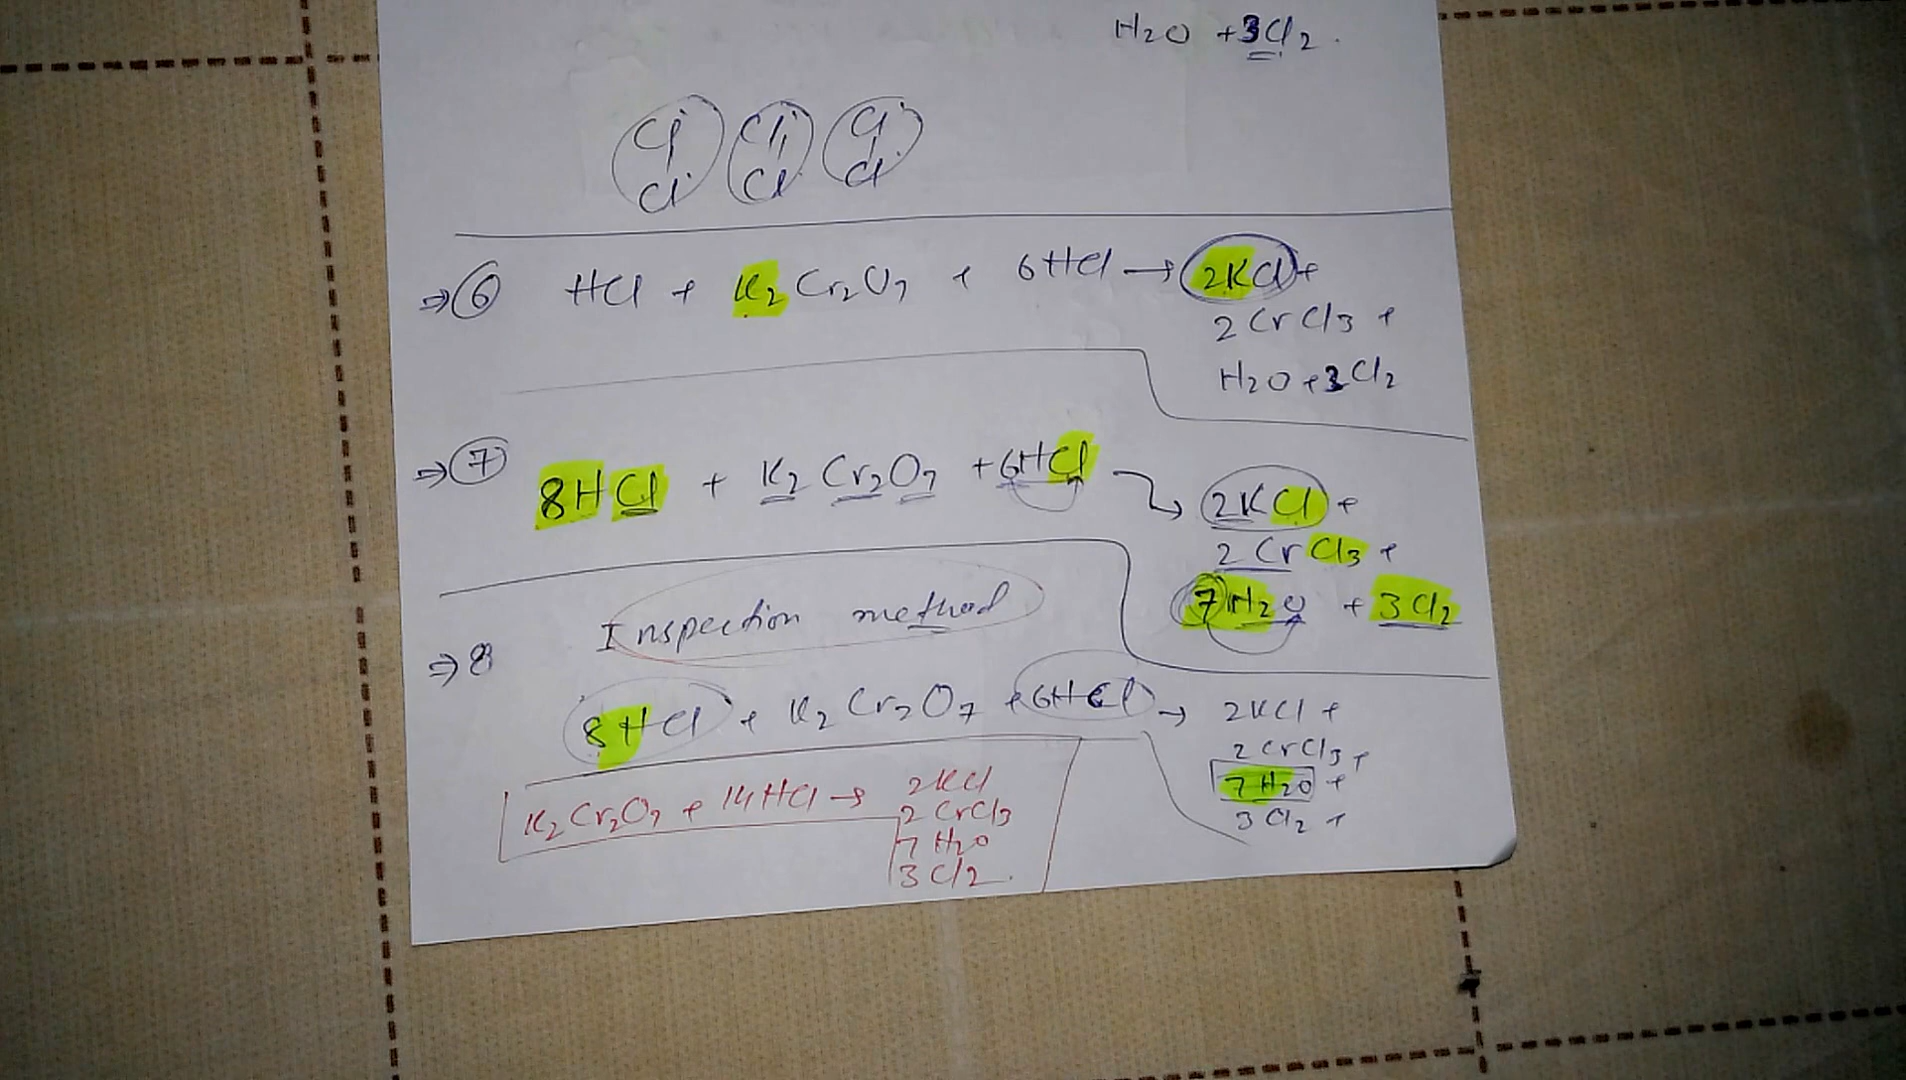 H2O + 3Cl2.
Cl Cl Cl
Cl Cl Cl
⇒ 6 HCl + K2Cr2O7 + 6HCl → 2KCl +
2CrCl3 +
H2O + 3Cl2
⇒ 7 8HCl + K2Cr2O7 + 6HCl → 2KCl +
2CrCl3 +
7H2O + 3Cl2
Inspection method
⇒ 8
8HCl + K2Cr2O7 + 6HCl → 2KCl +
2CrCl3 +
7H2O +
3Cl2 +
K2Cr2O7 + 14HCl → 2KCl
2CrCl3
7H2O
3Cl2.